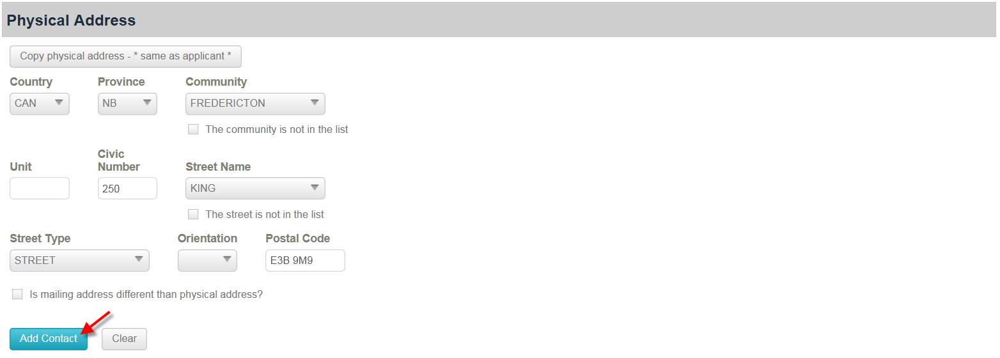 Physical Address
Copy physical address - * same as applicant *
Country Province Community
CAN NB FREDERICTON
The community is not in the list
Unit Civic Number Street Name
250 KING
The street is not in the list
Street Type Orientation Postal Code
STREET E3B 9M9
Is mailing address different than physical address?
Add Contact Clear